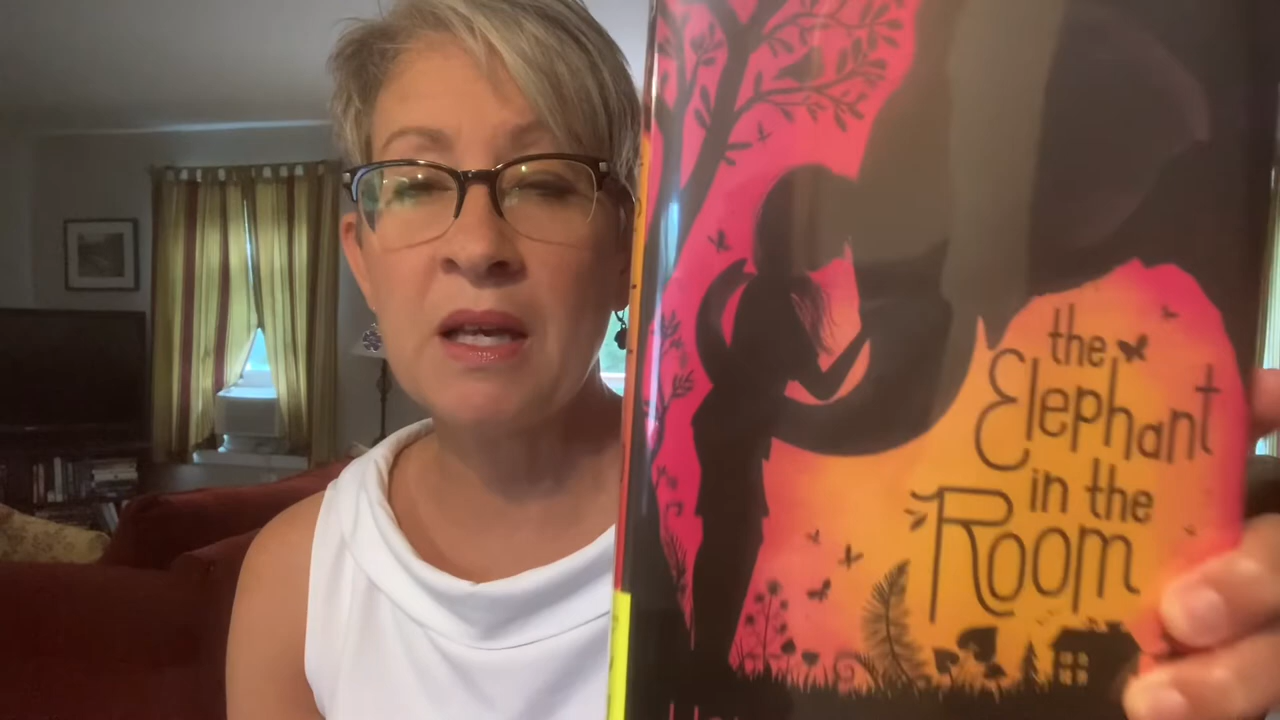 the
Elephant
in the
Room